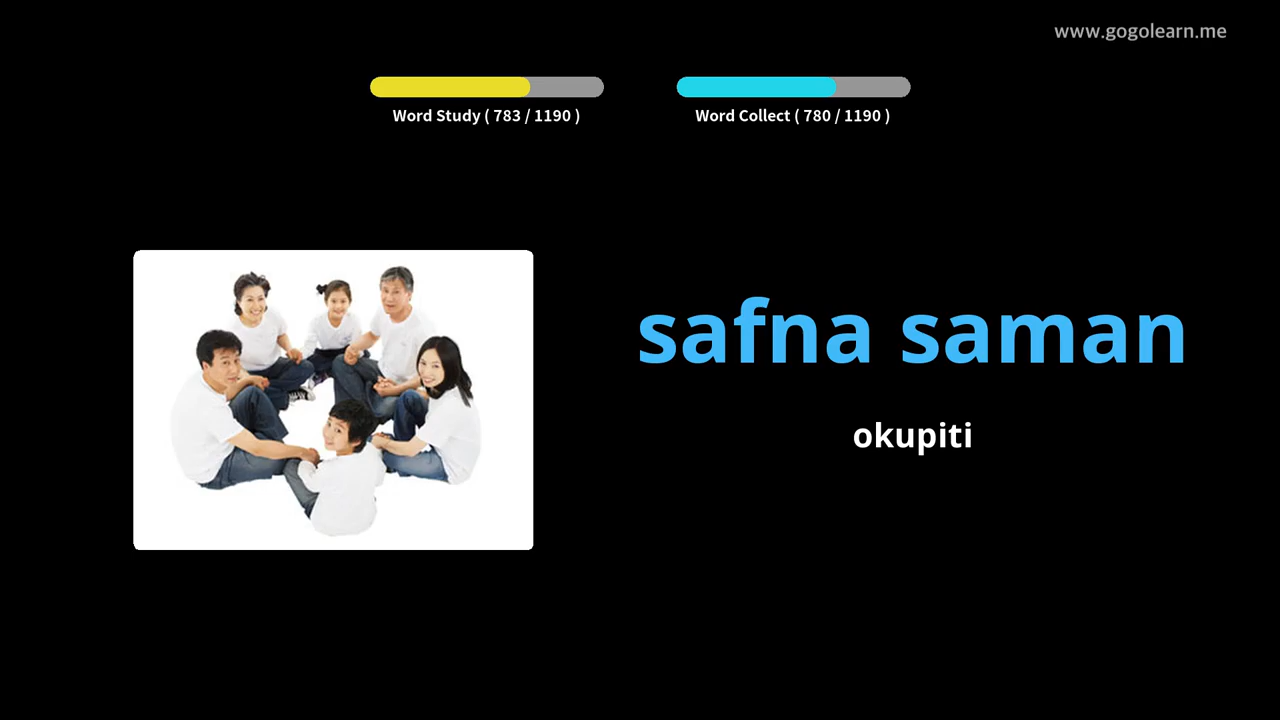 www.gogolearn.me
Word Study ( 783 / 1190 )
Word Collect ( 780 / 1190 )
safna saman
okupiti